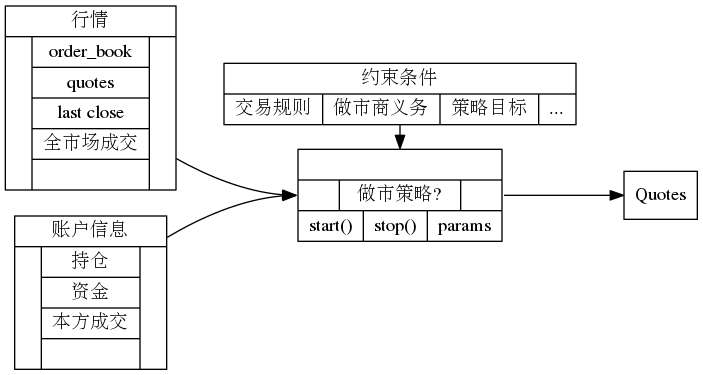 行情
order_book
quotes
last close
全市场成交
账户信息
持仓
资金
本方成交
约束条件
交易规则 做市商义务 策略目标 ...
做市策略?
start() stop() params
Quotes